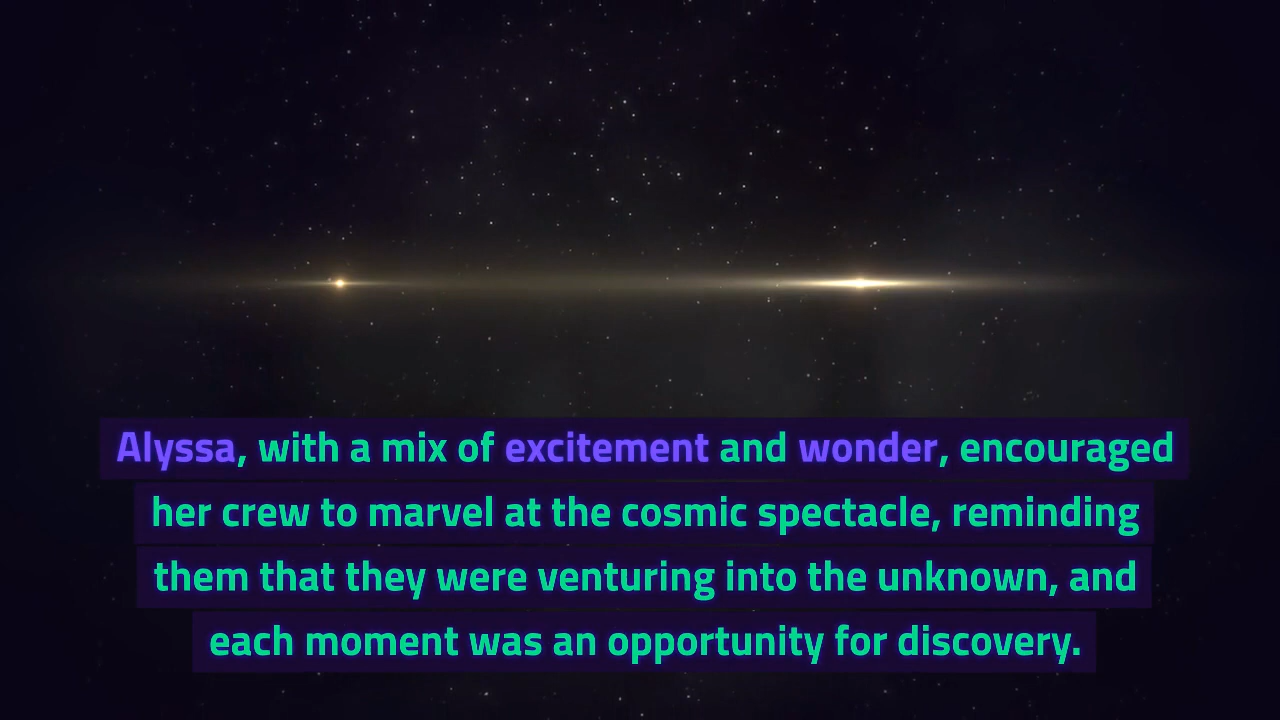 Alyssa, with a mix of excitement and wonder, encouraged
her crew to marvel at the cosmic spectacle, reminding
them that they were venturing into the unknown, and
each moment was an opportunity for discovery.